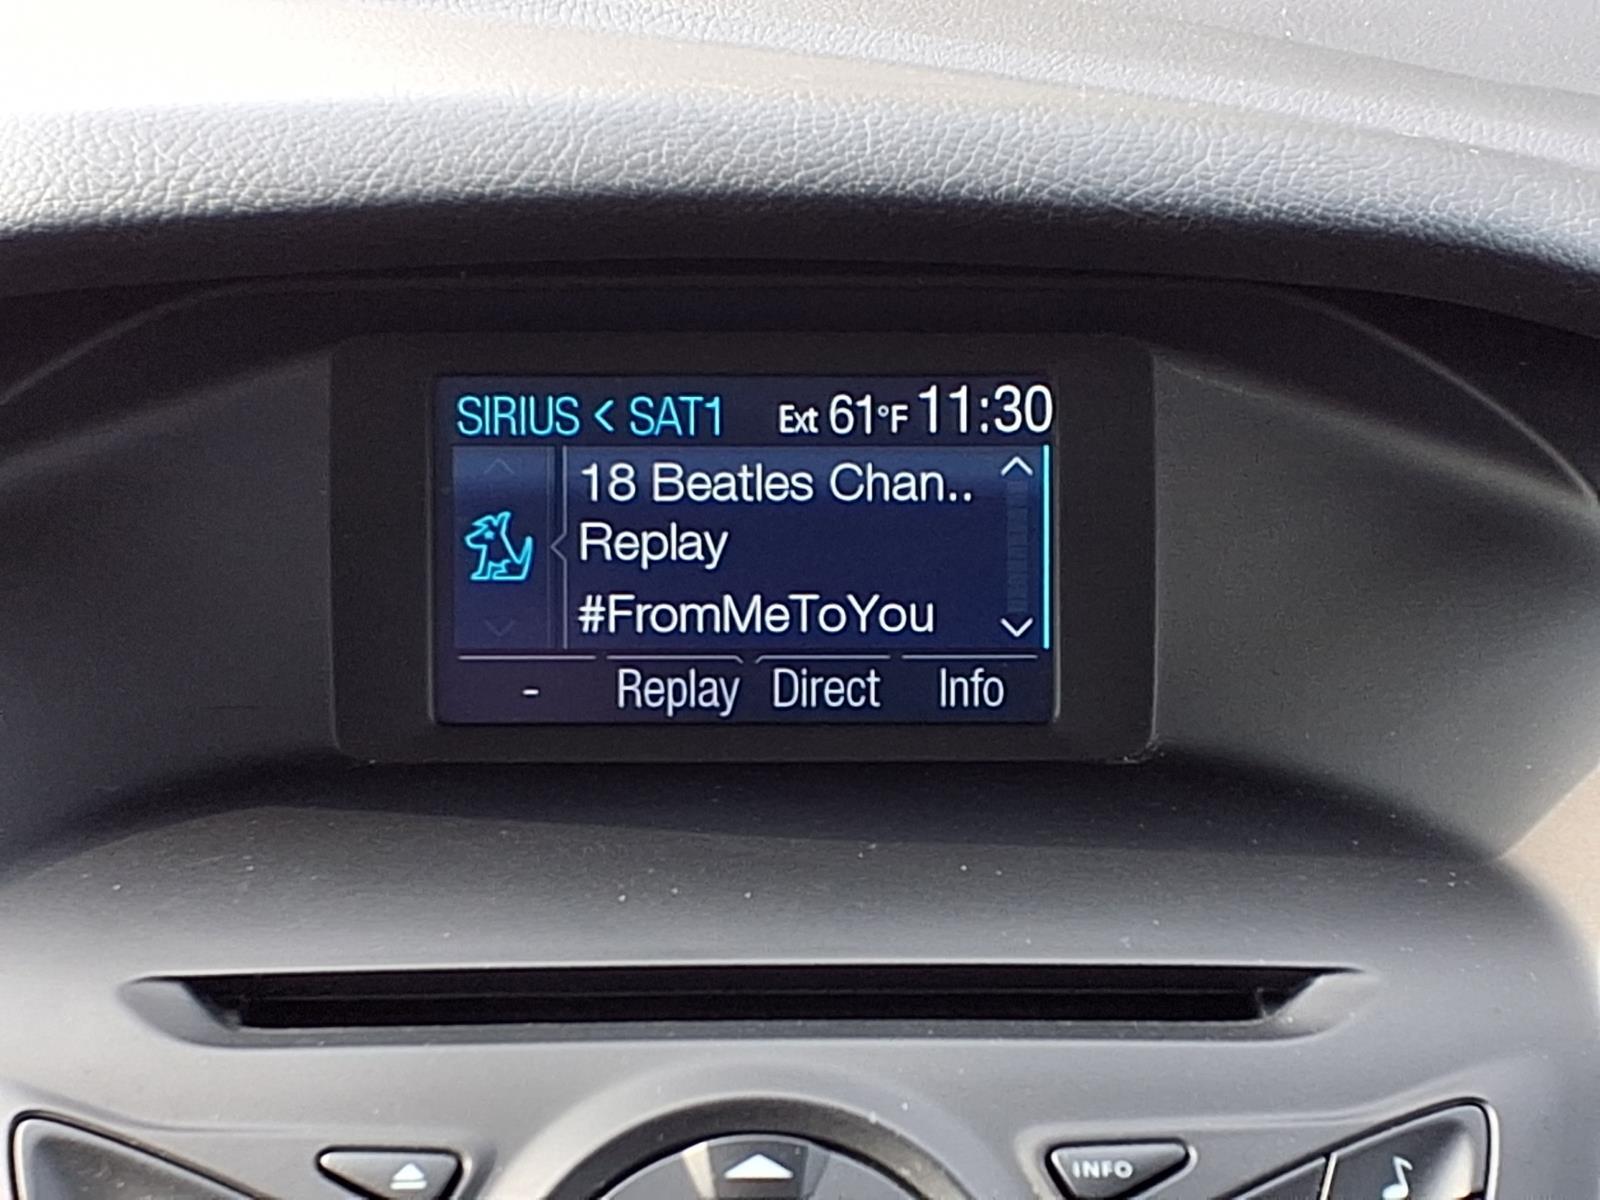 SIRIUS < SAT1 Ext 61°F 11:30
18 Beatles Chan..
Replay
#FromMeToYou
- Replay Direct Info
INFO